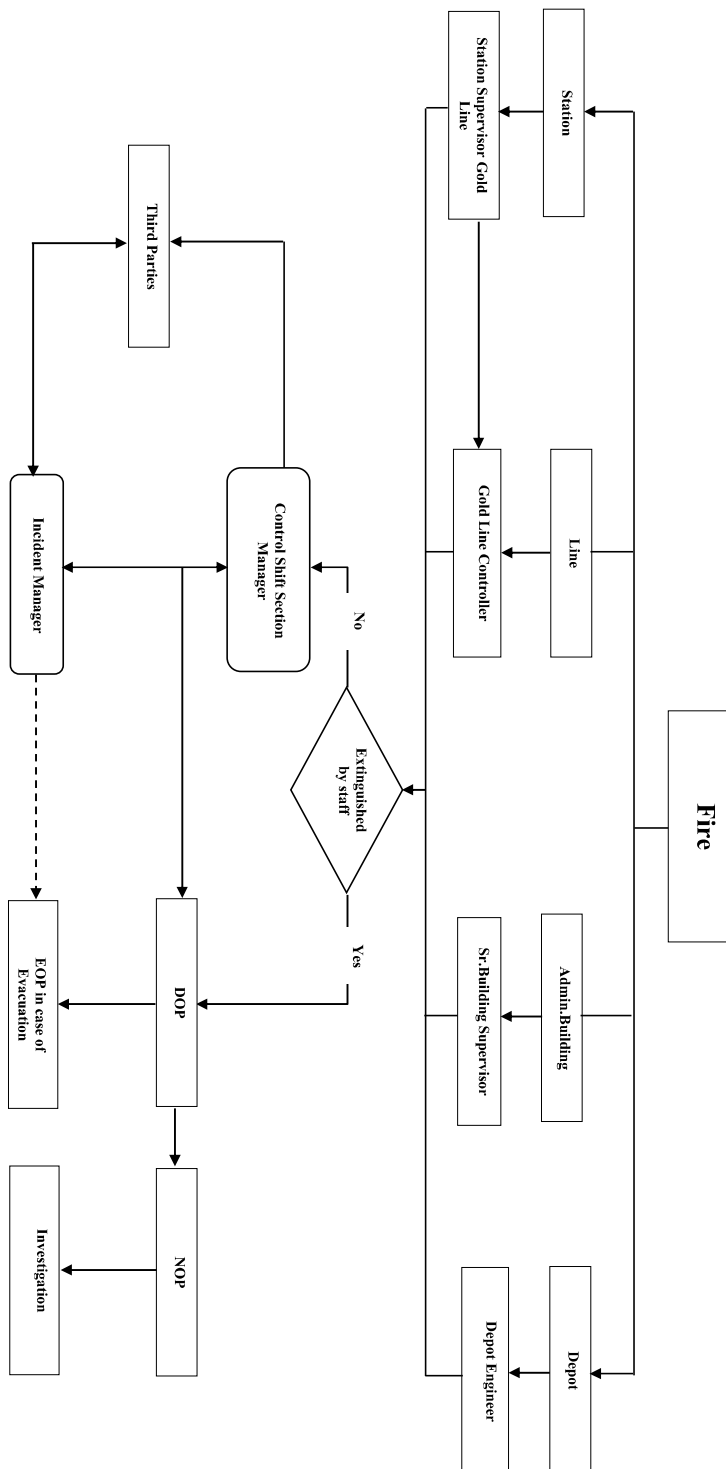 Fire
Station
Line
Admin.Building
Depot
Station Supervisor Gold
Line
Gold Line Controller
Sr.Building Supervisor
Depot Engineer
Extinguished
by staff
No
Yes
Control Shift Section
Manager
Third Parties
DOP
NOP
Incident Manager
EOP in case of
Evacuation
Investigation